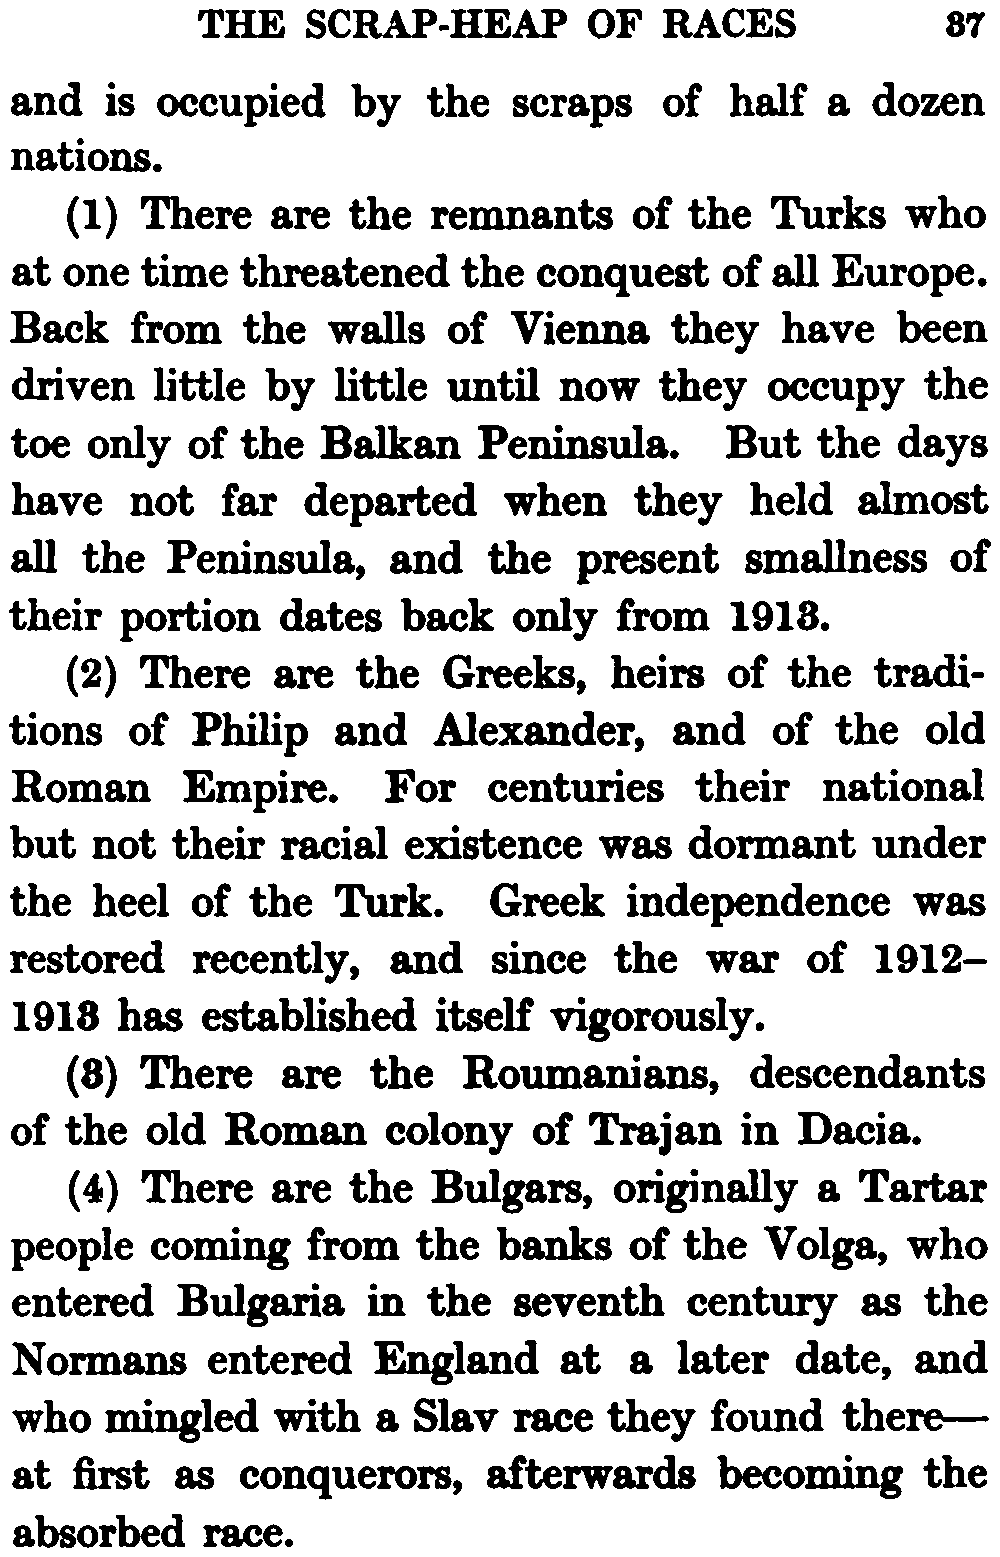 THE SCRAP-HEAP OF RACES 37
and is occupied by the scraps of half a dozen
nations.
(1) There are the remnants of the Turks who
at one time threatened the conquest of all Europe.
Back from the walls of Vienna they have been
driven little by little until now they occupy the
toe only of the Balkan Peninsula. But the days
have not far departed when they held almost
all the Peninsula, and the present smallness of
their portion dates back only from 1913.
(2) There are the Greeks, heirs of the tradi-
tions of Philip and Alexander, and of the old
Roman Empire. For centuries their national
but not their racial existence was dormant under
the heel of the Turk. Greek independence was
restored recently, and since the war of 1912–
1913 has established itself vigorously.
(3) There are the Roumanians, descendants
of the old Roman colony of Trajan in Dacia.
(4) There are the Bulgars, originally a Tartar
people coming from the banks of the Volga, who
entered Bulgaria in the seventh century as the
Normans entered England at a later date, and
who mingled with a Slav race they found there—
at first as conquerors, afterwards becoming the
absorbed race.